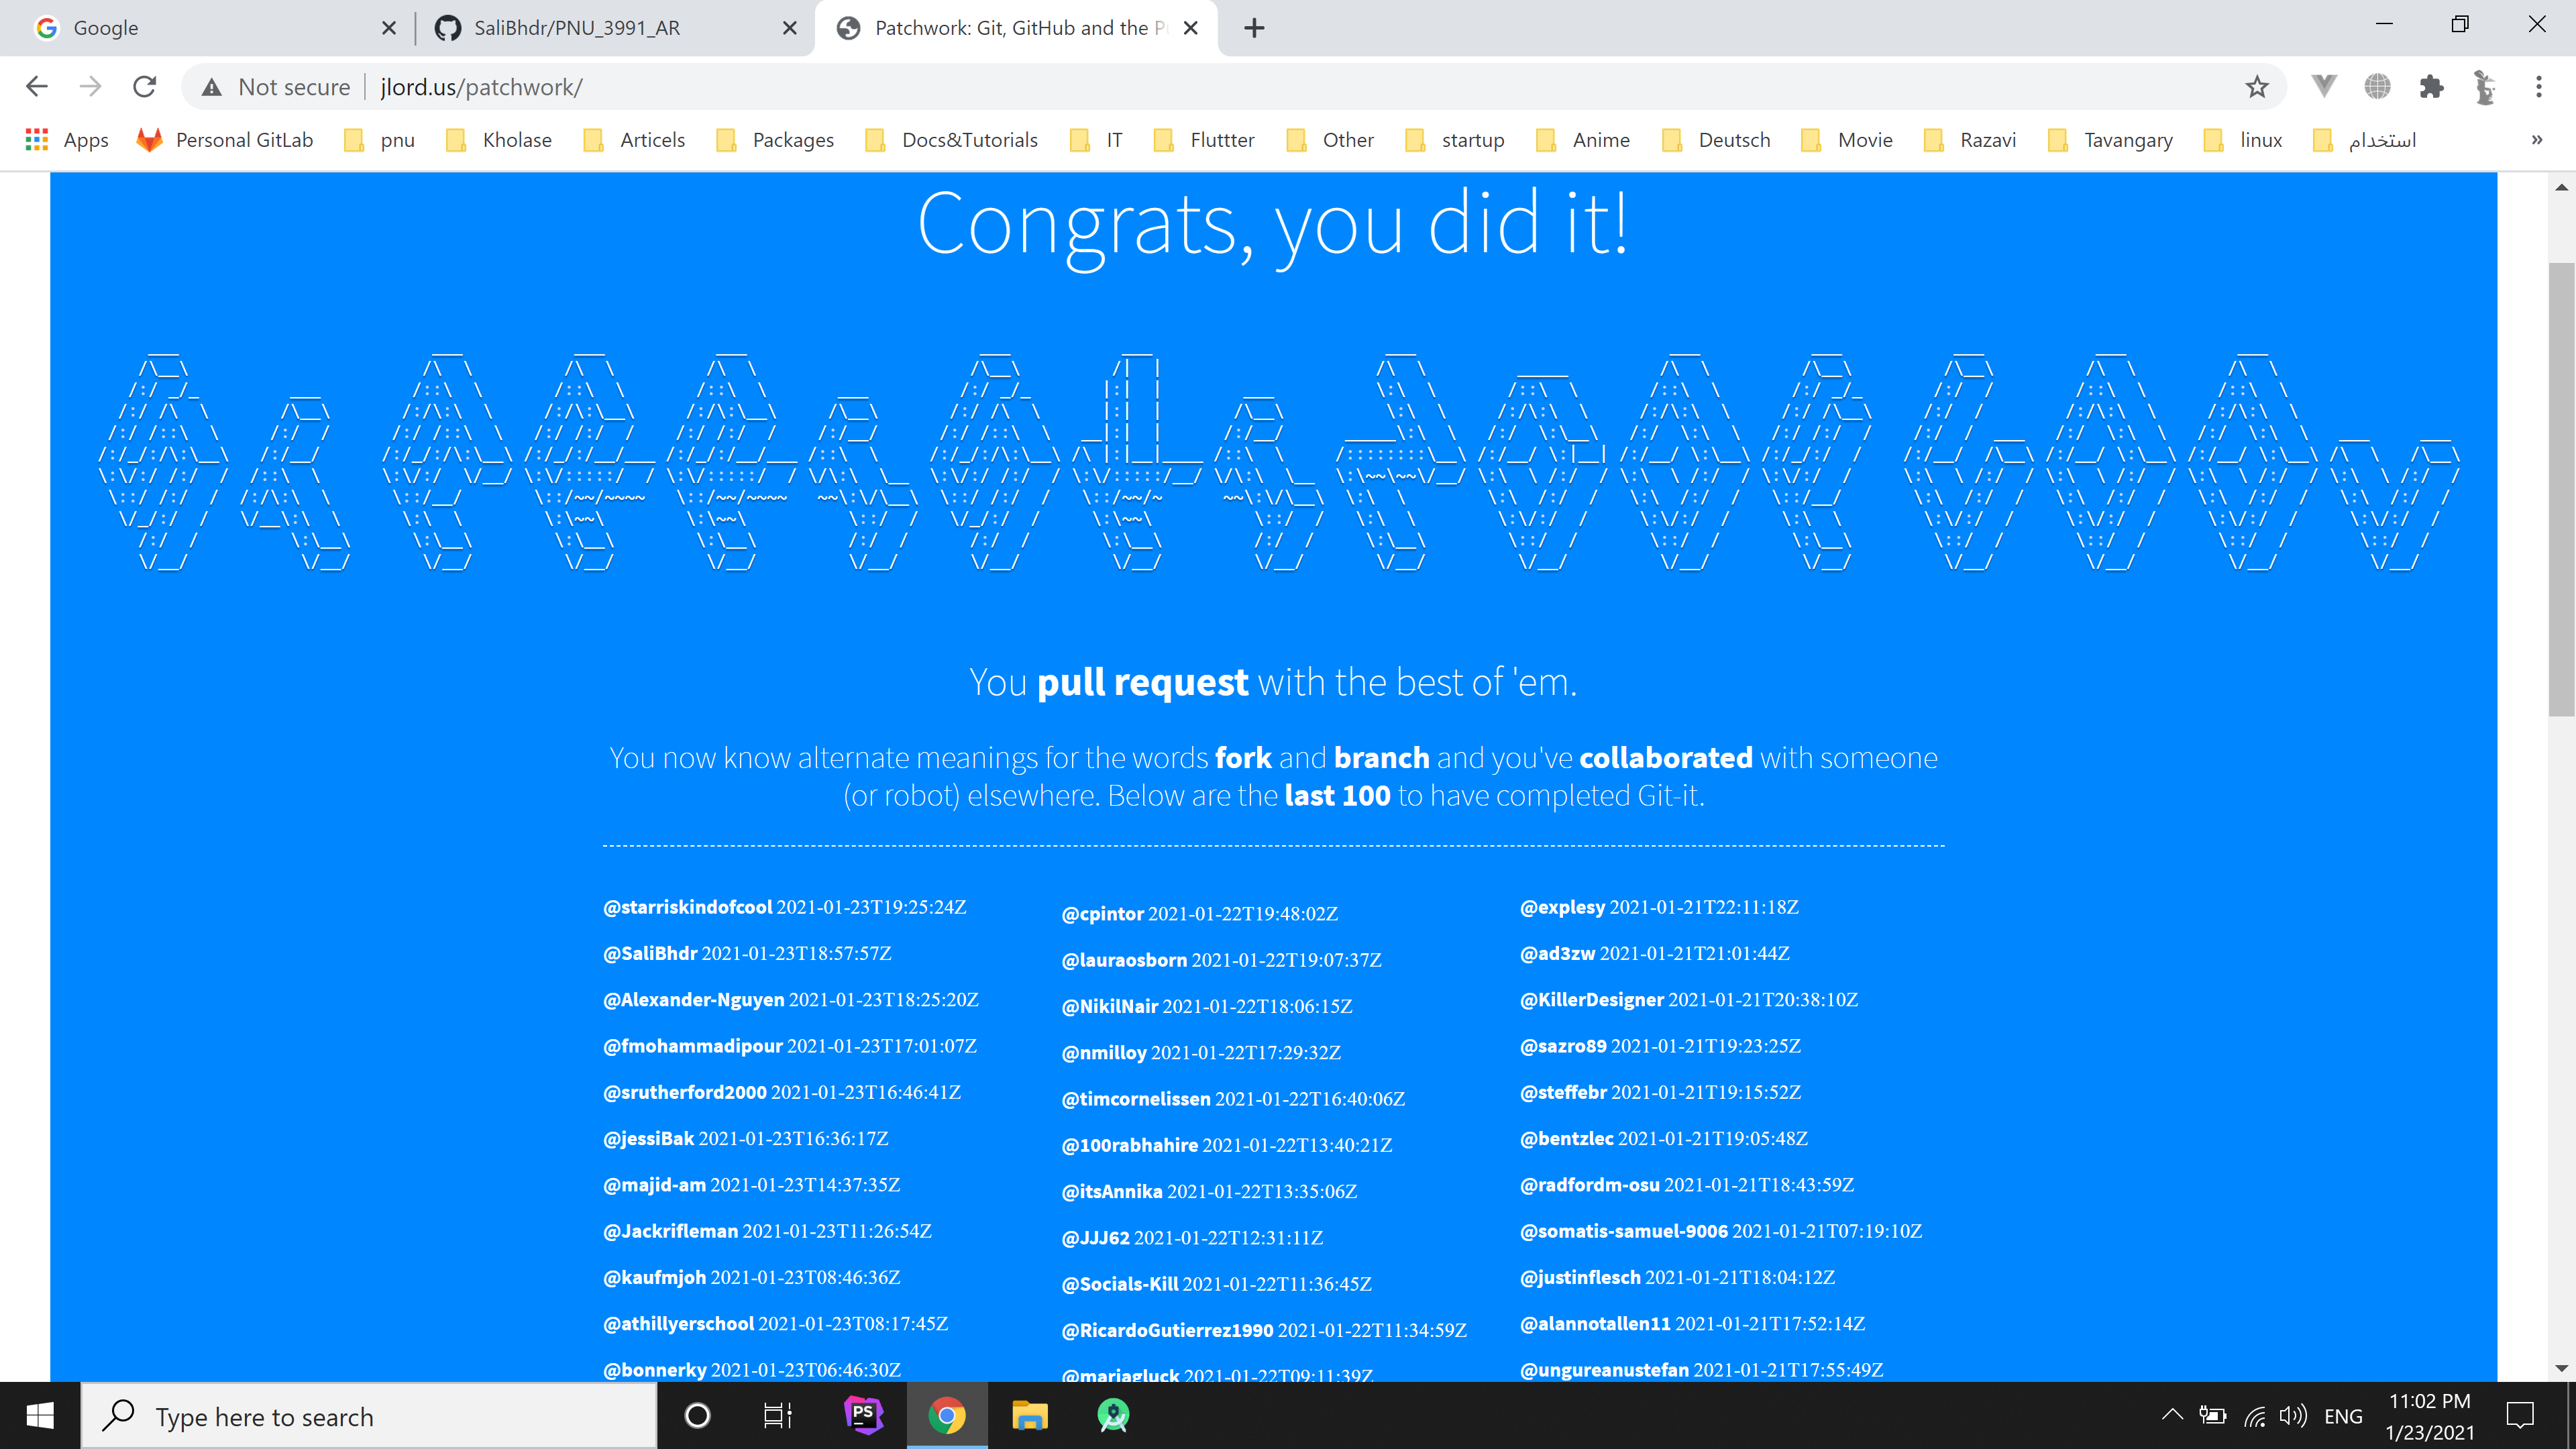 Google
SaliBhdr/PNU_3991_AR
Patchwork: Git, GitHub and the
Not secure
jlord.us/patchwork/
Apps
Personal GitLab
pnu
Kholase
Articels
Packages
Docs&Tutorials
IT
Fluttter
Other
startup
Anime
Deutsch
Movie
Razavi
Tavangary
linux
استخدام
»
Congrats, you did it!
You pull request with the best of 'em.
You now know alternate meanings for the words fork and branch and you've collaborated with someone
(or robot) elsewhere. Below are the last 100 to have completed Git-it.
@starriskindofcool 2021-01-23T19:25:24Z
@SaliBhdr 2021-01-23T18:57:57Z
@Alexander-Nguyen 2021-01-23T18:25:20Z
@fmohammadipour 2021-01-23T17:01:07Z
@srutherford2000 2021-01-23T16:46:41Z
@jessiBak 2021-01-23T16:36:17Z
@majid-am 2021-01-23T14:37:35Z
@Jackrifleman 2021-01-23T11:26:54Z
@kaufmjoh 2021-01-23T08:46:36Z
@athillyerschool 2021-01-23T08:17:45Z
@bonnerky 2021-01-23T06:46:30Z
@cpintor 2021-01-22T19:48:02Z
@lauraosborn 2021-01-22T19:07:37Z
@NikilNair 2021-01-22T18:06:15Z
@nmilloy 2021-01-22T17:29:32Z
@timcornelissen 2021-01-22T16:40:06Z
@100rabhahire 2021-01-22T13:40:21Z
@itsAnnika 2021-01-22T13:35:06Z
@JJJ62 2021-01-22T12:31:11Z
@Socials-Kill 2021-01-22T11:36:45Z
@RicardoGutierrez1990 2021-01-22T11:34:59Z
@mariagluck 2021-01-22T09:11:39Z
@explesy 2021-01-21T22:11:18Z
@ad3zw 2021-01-21T21:01:44Z
@KillerDesigner 2021-01-21T20:38:10Z
@sazro89 2021-01-21T19:23:25Z
@steffebr 2021-01-21T19:15:52Z
@bentzlec 2021-01-21T19:05:48Z
@radfordm-osu 2021-01-21T18:43:59Z
@somatis-samuel-9006 2021-01-21T07:19:10Z
@justinflesch 2021-01-21T18:04:12Z
@alannotallen11 2021-01-21T17:52:14Z
@ungureanustefan 2021-01-21T17:55:49Z
Type here to search
PS
ENG
11:02 PM
1/23/2021